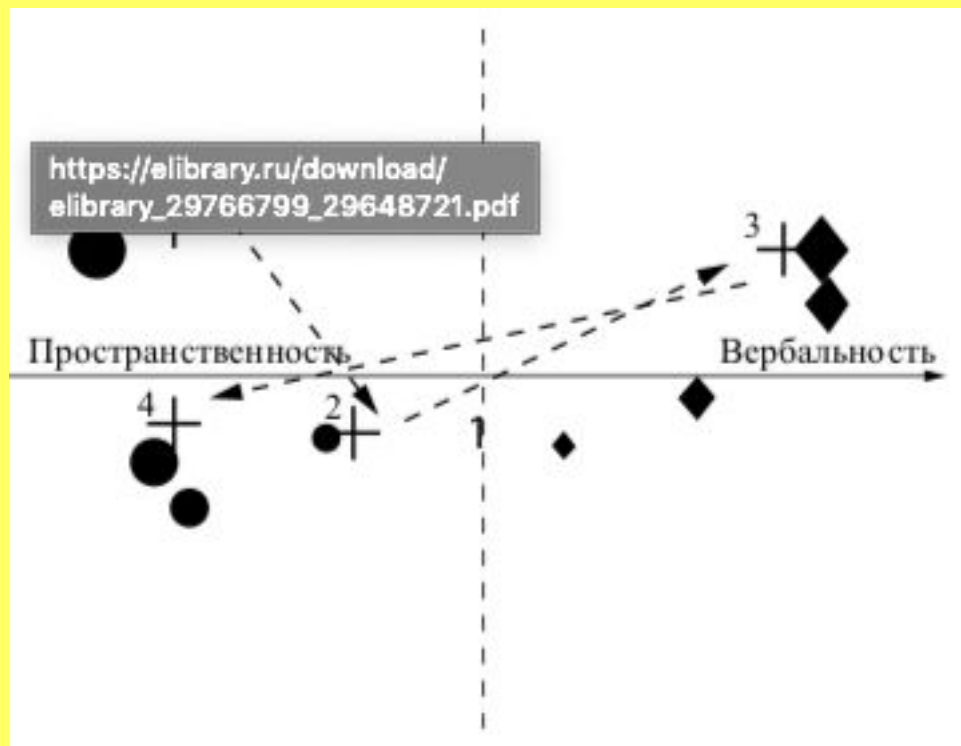 https://elibrary.ru/download/
elibrary_29766799_29648721.pdf
3
Пространственность
Вербальность
4
2
1